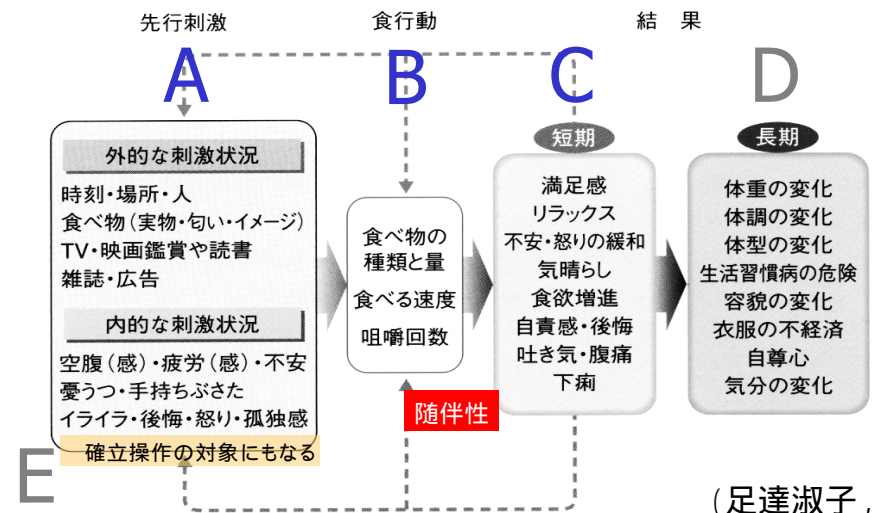 先行刺激
食行動
結 果
A
B
C
D
短期
長期
外的な刺激状況
時刻・場所・人
食べ物（実物・匂い・イメージ）
TV・映画鑑賞や読書
雑誌・広告
内的な刺激状況
空腹（感）・疲労（感）・不安
憂うつ・手持ちぶさた
イライラ・後悔・怒り・孤独感
確立操作の対象にもなる
食べ物の
種類と量
食べる速度
咀嚼回数
随伴性
満足感
リラックス
不安・怒りの緩和
気晴らし
食欲増進
自責感・後悔
吐き気・腹痛
下痢
体重の変化
体調の変化
体型の変化
生活習慣病の危険
容貌の変化
衣服の不経済
自尊心
気分の変化
E
（足達淑子，